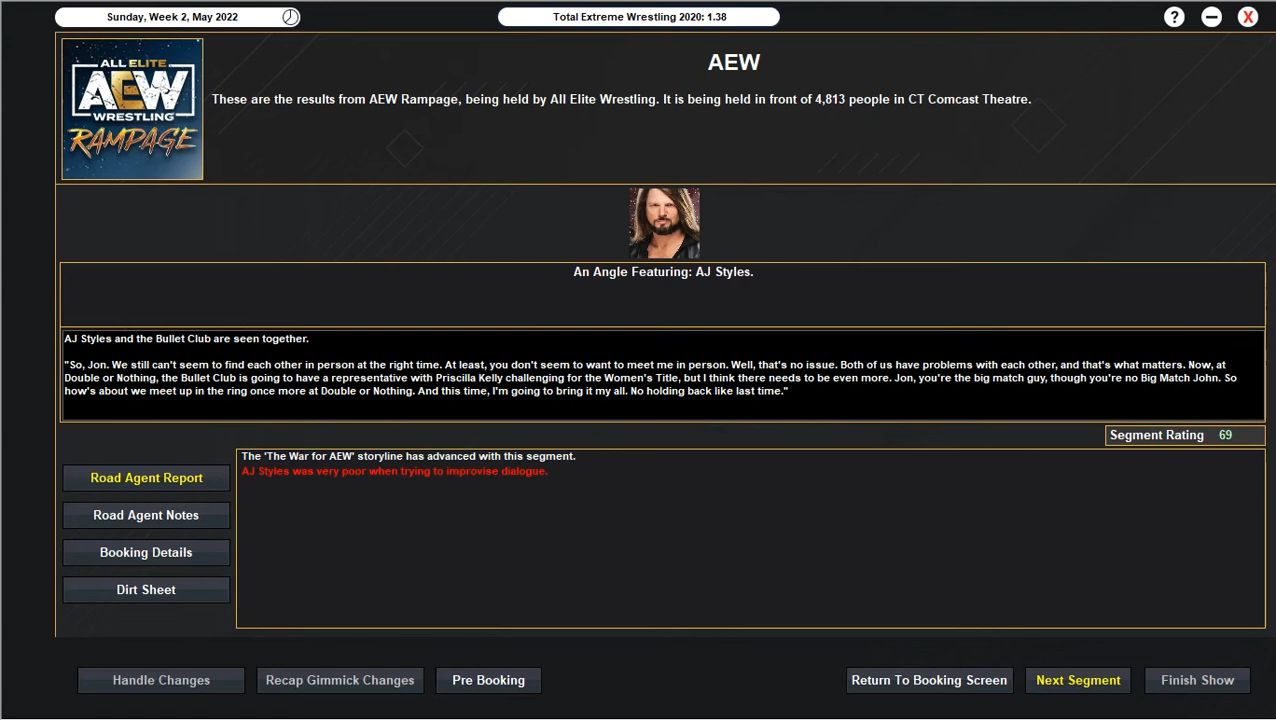 Sunday, Week 2, May 2022
Total Extreme Wrestling 2020: 1.38
?
X
ALL ELITE
AEW
WRESTLING
RAMPAGE
AEW
These are the results from AEW Rampage, being held by All Elite Wrestling. It is being held in front of 4,813 people in CT Comcast Theatre.
An Angle Featuring: AJ Styles.
AJ Styles and the Bullet Club are seen together.
"So, Jon. We still can't seem to find each other in person at the right time. At least, you don't seem to want to meet me in person. Well, that's no issue. Both of us have problems with each other, and that's what matters. Now, at
Double or Nothing, the Bullet Club is going to have a representative with Priscilla Kelly challenging for the Women's Title, but I think there needs to be even more. Jon, you're the big match guy, though you're no Big Match John. So
how's about we meet up in the ring once more at Double or Nothing. And this time, I'm going to bring it my all. No holding back like last time."
Segment Rating 69
Road Agent Report
Road Agent Notes
Booking Details
Dirt Sheet
The 'The War for AEW' storyline has advanced with this segment.
AJ Styles was very poor when trying to improvise dialogue.
Handle Changes
Recap Gimmick Changes
Pre Booking
Return To Booking Screen
Next Segment
Finish Show